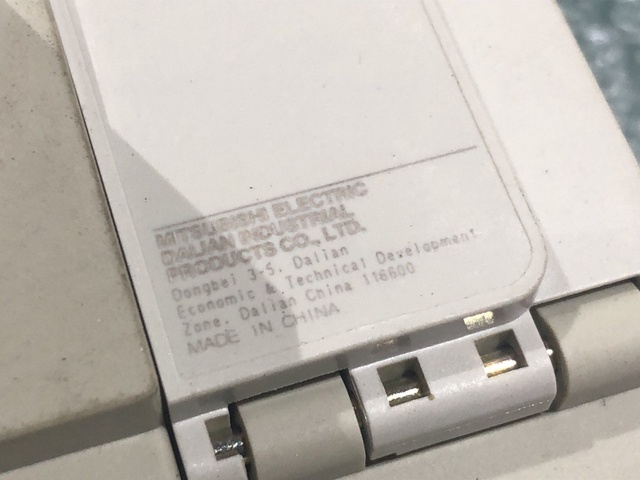 MITSUBISHI ELECTRIC
DALIAN INDUSTRIAL
PRODUCTS CO., LTD.
Dongbei 3-5, Dalian
Economic & Technical Development
Zone, Dalian China 116600
MADE IN CHINA